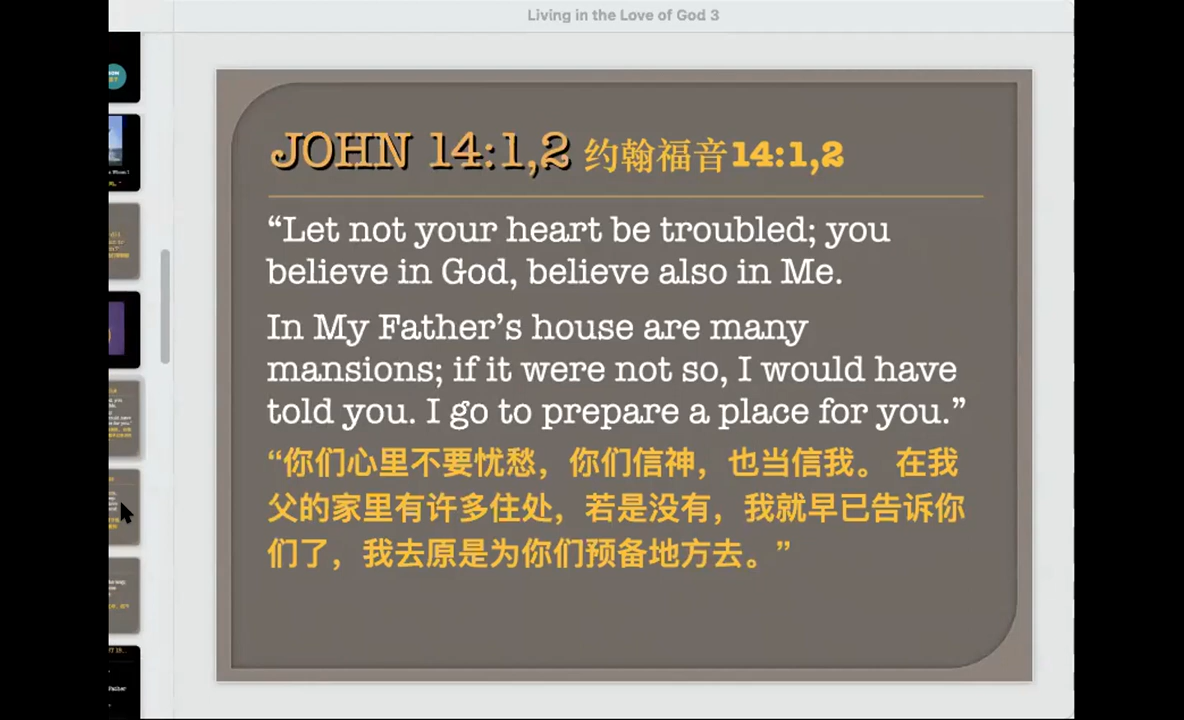 Living in the Love of God 3
JOHN 14:1,2 约翰福音14:1,2
“Let not your heart be troubled; you
believe in God, believe also in Me.
In My Father’s house are many
mansions; if it were not so, I would have
told you. I go to prepare a place for you.”
“你们心里不要忧愁，你们信神，也当信我。 在我
父的家里有许多住处，若是没有，我就早已告诉你
们了，我去原是为你们预备地方去。”